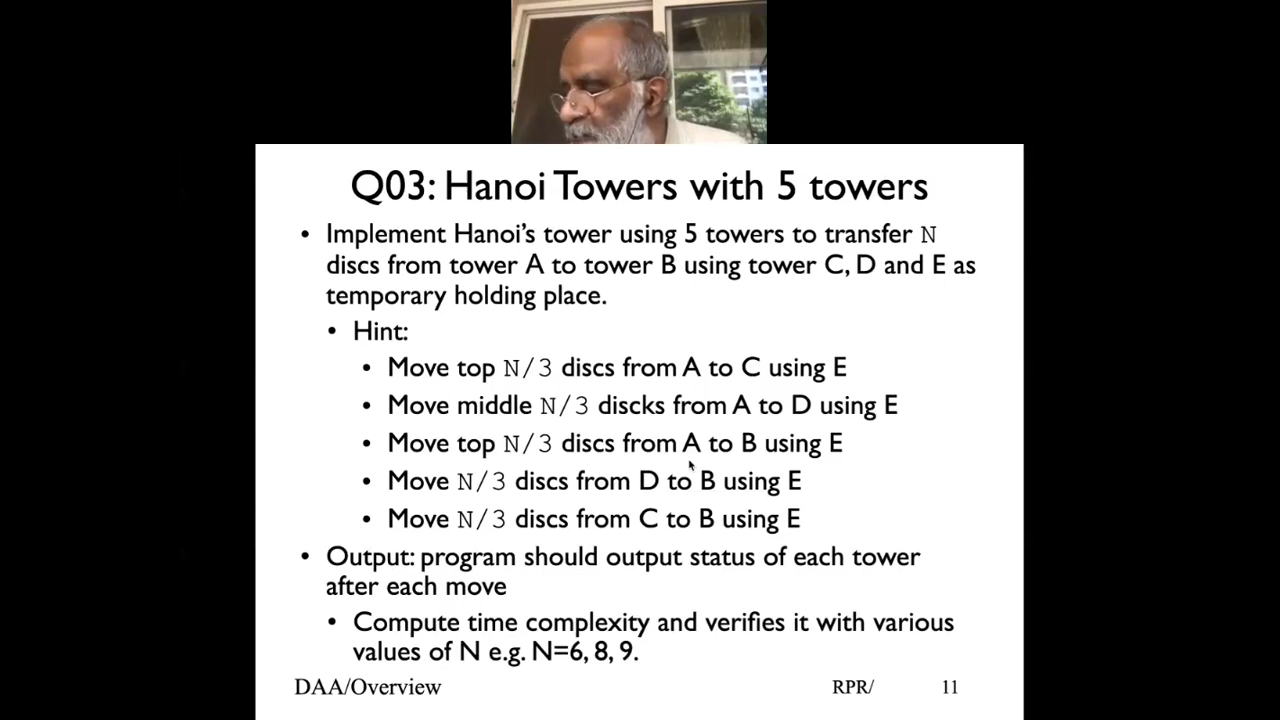 Q03: Hanoi Towers with 5 towers
• Implement Hanoi's tower using 5 towers to transfer N
discs from tower A to tower B using tower C, D and E as
temporary holding place.
• Hint:
• Move top N/3 discs from A to C using E
• Move middle N/3 discks from A to D using E
• Move top N/3 discs from A to B using E
• Move N/3 discs from D to B using E
• Move N/3 discs from C to B using E
• Output: program should output status of each tower
after each move
• Compute time complexity and verifies it with various
values of N e.g. N=6, 8, 9.
DAA/Overview RPR/ 11